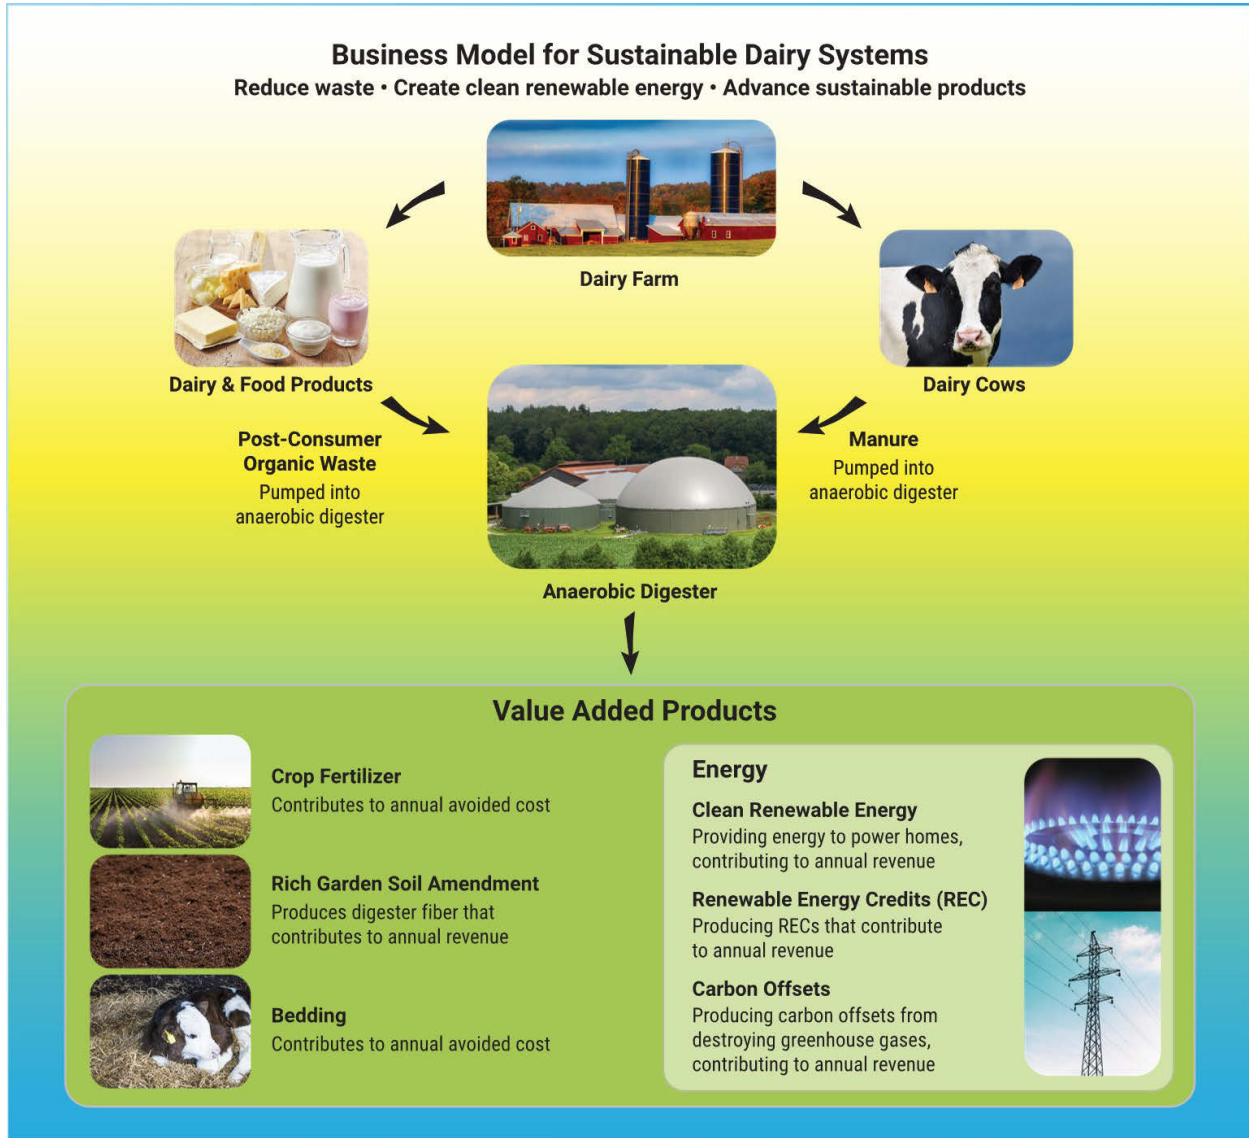 Business Model for Sustainable Dairy Systems
Reduce waste • Create clean renewable energy • Advance sustainable products
Dairy Farm
Dairy & Food Products
Dairy Cows
Post-Consumer
Organic Waste
Pumped into
anaerobic digester
Manure
Pumped into
anaerobic digester
Anaerobic Digester
Value Added Products
Crop Fertilizer
Contributes to annual avoided cost
Rich Garden Soil Amendment
Produces digester fiber that
contributes to annual revenue
Bedding
Contributes to annual avoided cost
Energy
Clean Renewable Energy
Providing energy to power homes,
contributing to annual revenue
Renewable Energy Credits (REC)
Producing RECs that contribute
to annual revenue
Carbon Offsets
Producing carbon offsets from
destroying greenhouse gases,
contributing to annual revenue